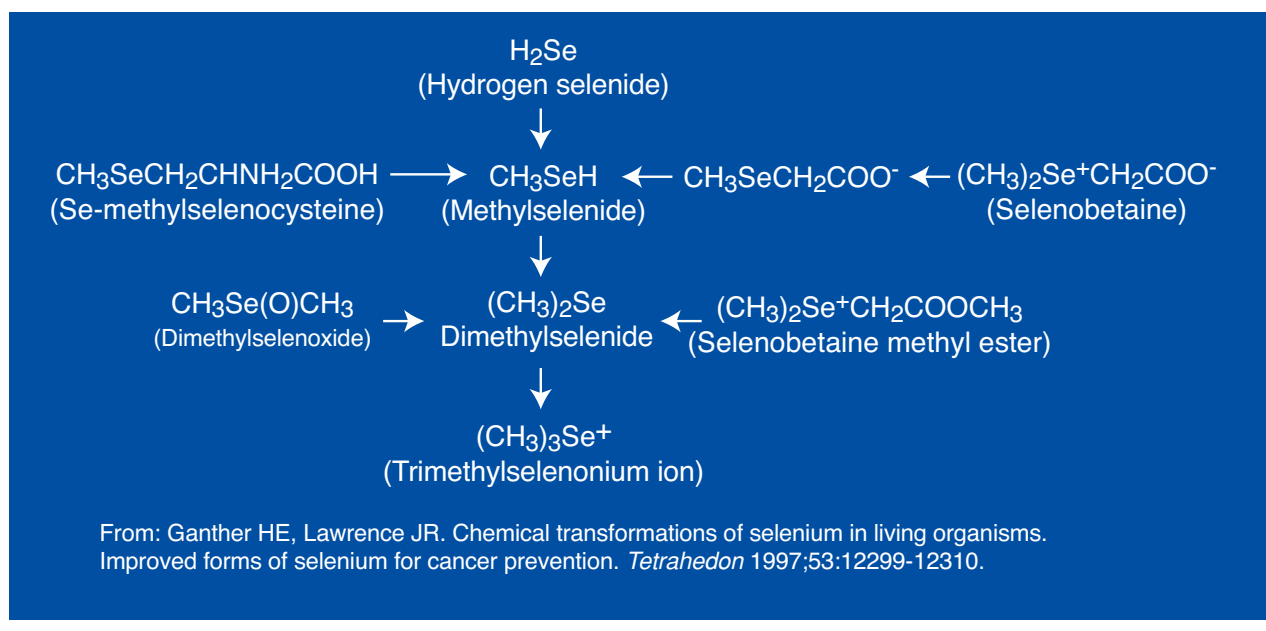 H₂Se
(Hydrogen selenide)
CH₃SeCH₂CHNH₂COOH
(Se-methylselenocysteine)
CH₃SeH
(Methylselenide)
CH₃SeCH₂COO⁻
(CH₃)₂Se⁺CH₂COO⁻
(Selenobetaine)
CH₃Se(O)CH₃
(Dimethylselenoxide)
(CH₃)₂Se
Dimethylselenide
(CH₃)₂Se⁺CH₂COOCH₃
(Selenobetaine methyl ester)
(CH₃)₃Se⁺
(Trimethylselenonium ion)
From: Ganther HE, Lawrence JR. Chemical transformations of selenium in living organisms.
Improved forms of selenium for cancer prevention. Tetrahedon 1997;53:12299-12310.